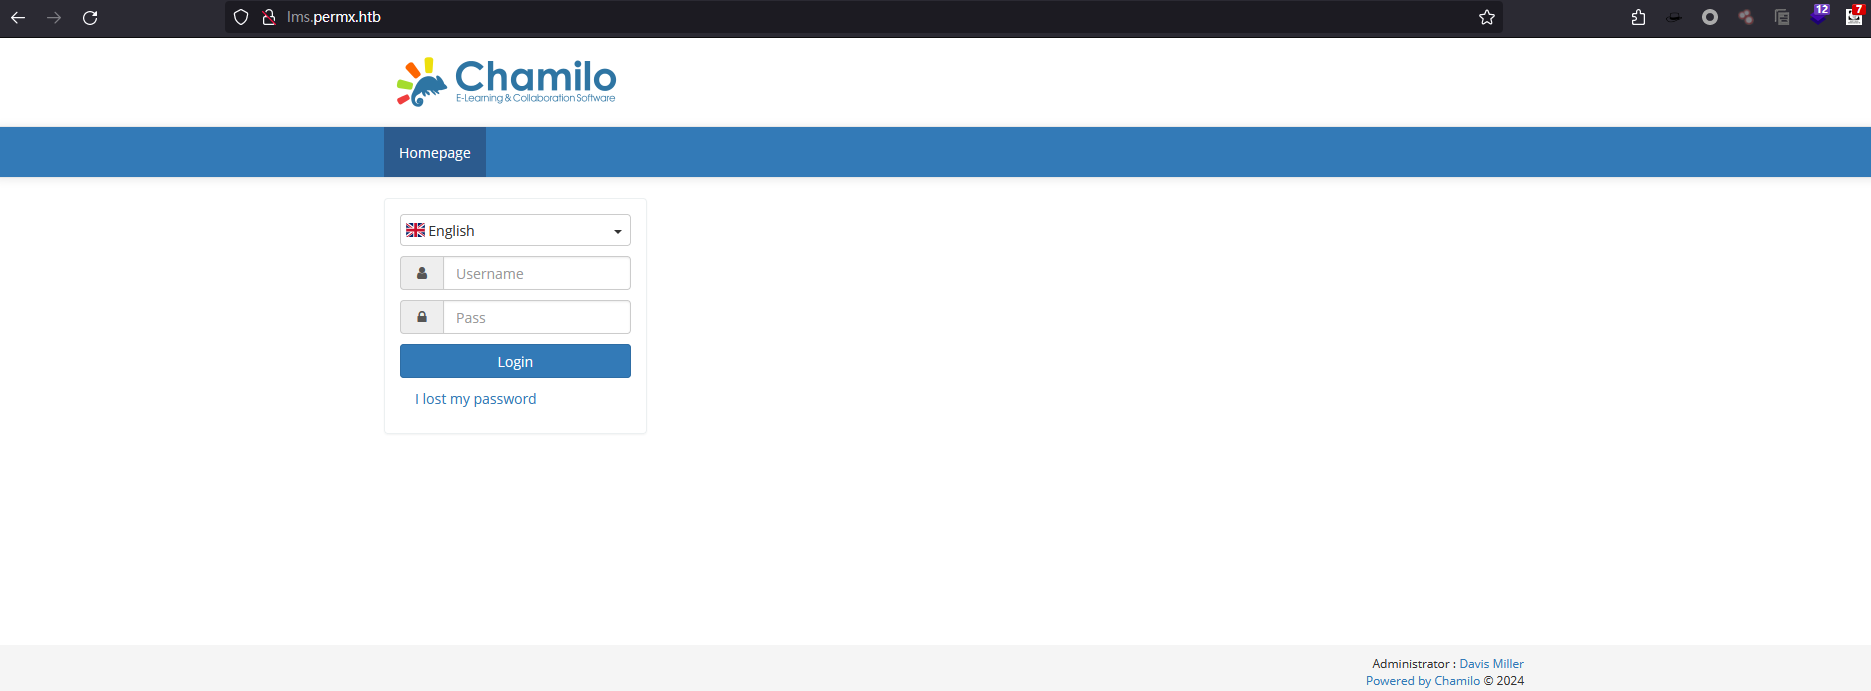 lms.permx.htb
12
7
Chamilo
E-Learning & Collaboration Software
Homepage
English
Username
Pass
Login
I lost my password
Administrator : Davis Miller
Powered by Chamilo © 2024